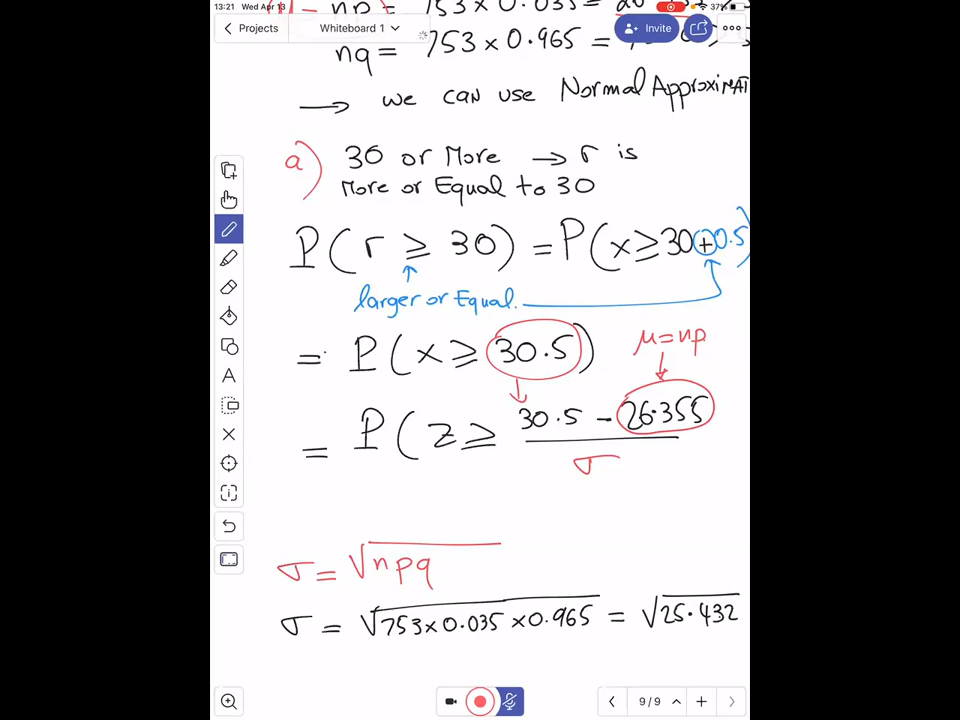 13:21 Wed Apr 13
37%
Projects Whiteboard 1 Invite
np = 753 × 0.035 =
nq = 753 × 0.965 =
→ we can use Normal Approximat
a) 30 or More → r is
More or Equal to 30
P(r ≥ 30) = P(x ≥ 30 + 0.5)
larger or Equal.
= P(x ≥ 30.5) μ = np
= P(z ≥ 30.5 - 26.355
σ
σ = √npq
σ = √753×0.035×0.965 = √25.432
9/9